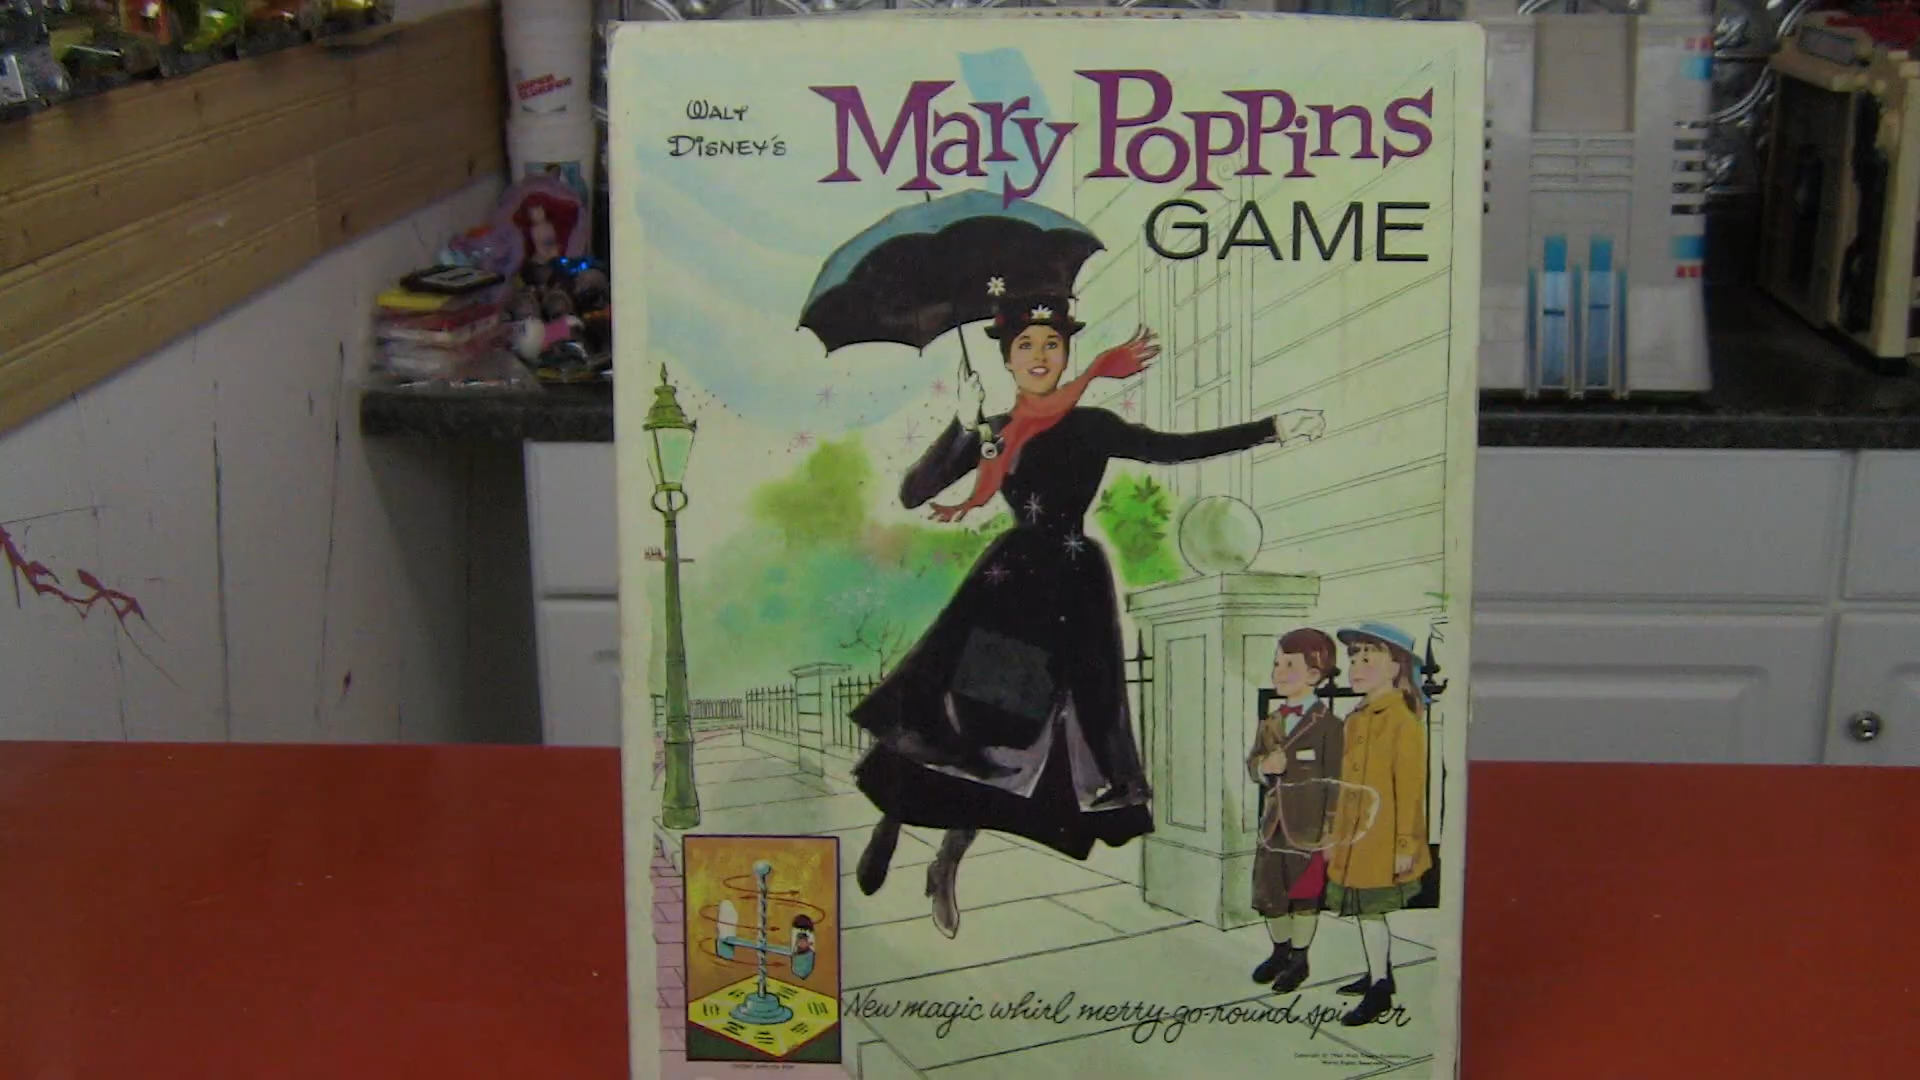 WALT
DISNEY'S
Mary Poppins
GAME
New magic whirl merry-go-round spinner